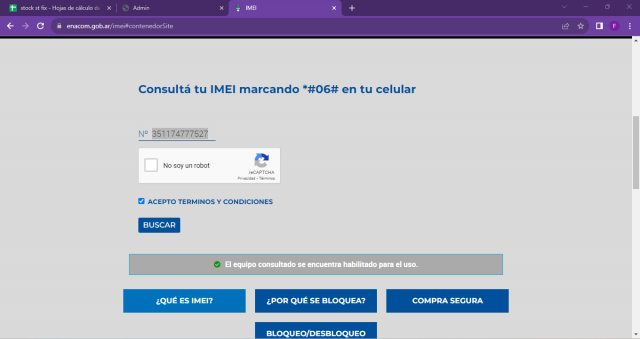 stock st fix - Hojas de cálculo de
Admin
IMEI
enacom.gob.ar/imei#contenedorSite
F
Consultá tu IMEI marcando *#06# en tu celular
Nº 351174777527
No soy un robot
reCAPTCHA
Privacidad - Términos
ACEPTO TERMINOS Y CONDICIONES
BUSCAR
El equipo consultado se encuentra habilitado para el uso.
¿QUÉ ES IMEI?
¿POR QUÉ SE BLOQUEA?
COMPRA SEGURA
BLOQUEO/DESBLOQUEO